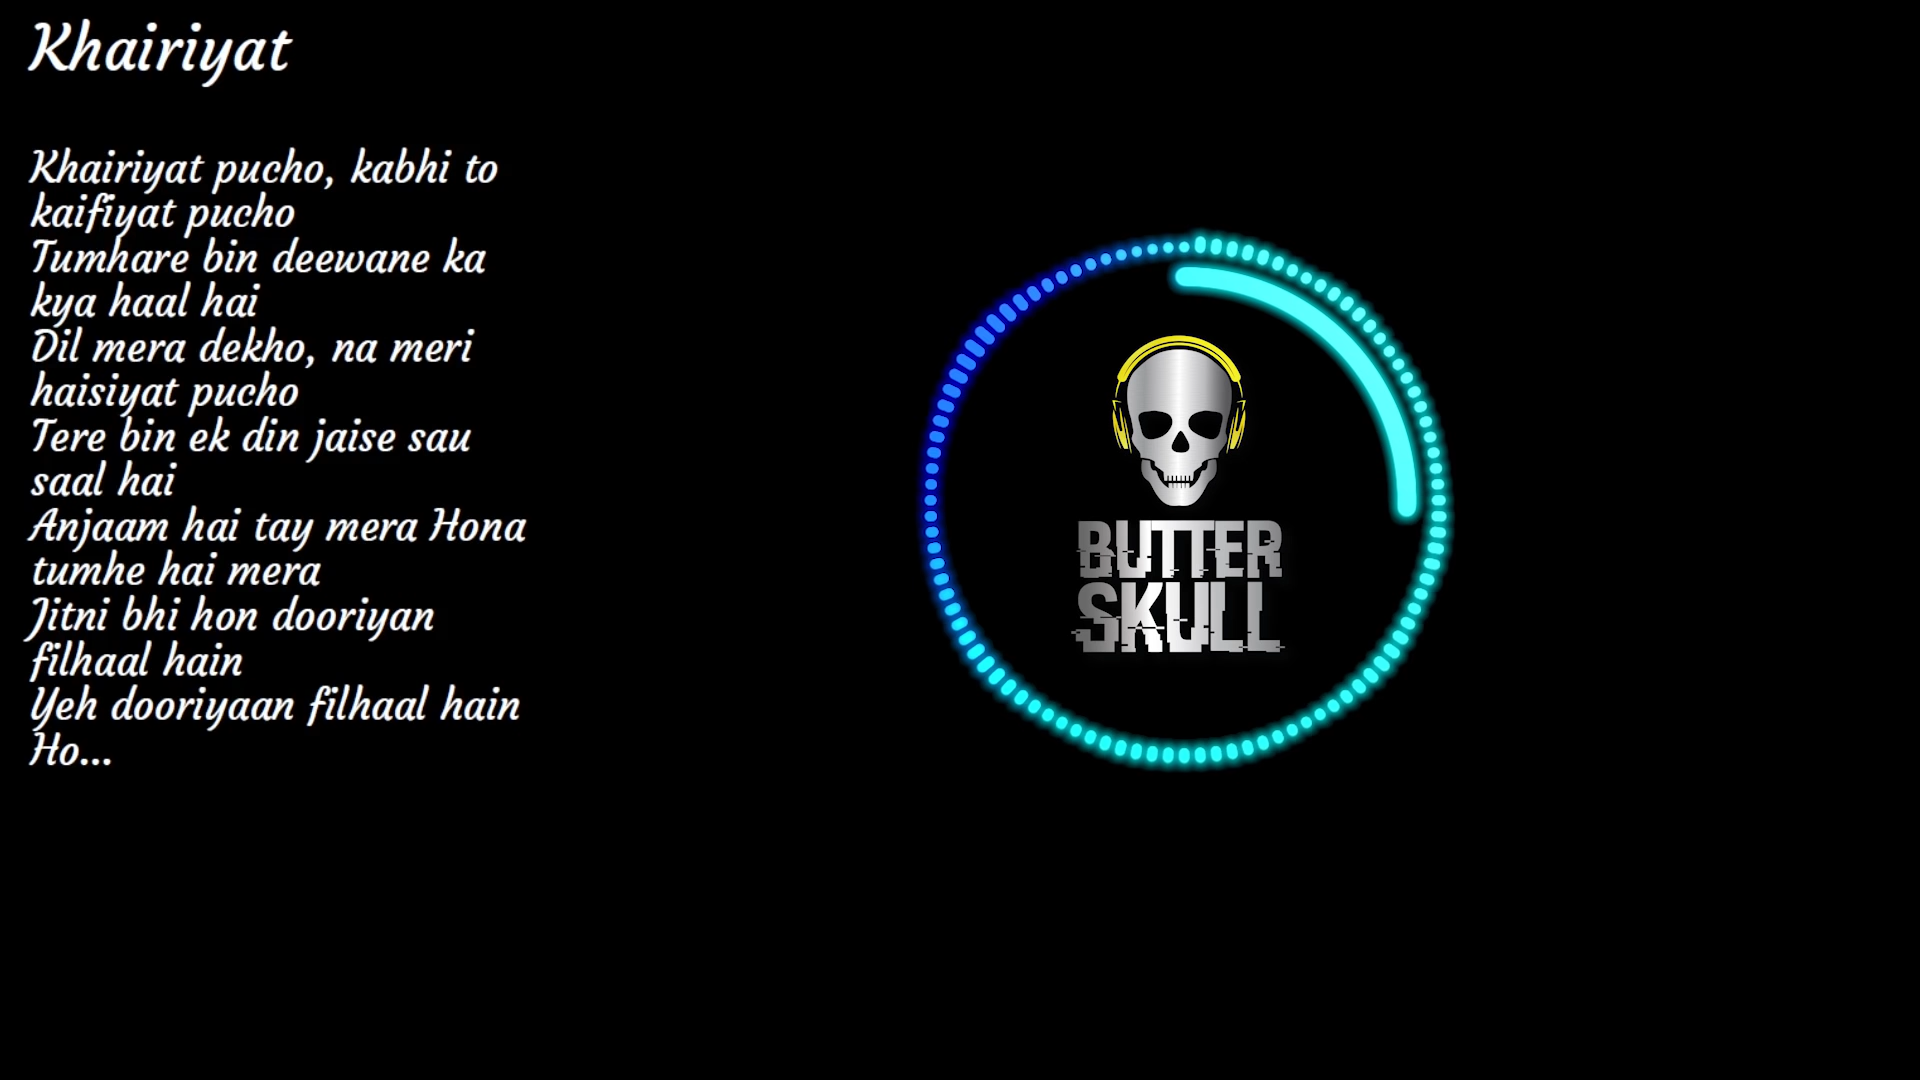 Khairiyat
Khairiyat pucho, kabhi to
kaifiyat pucho
Tumhare bin deewane ka
kya haal hai
Dil mera dekho, na meri
haisiyat pucho
Tere bin ek din jaise sau
saal hai
Anjaam hai tay mera Hona
tumhe hai mera
Jitni bhi hon dooriyan
filhaal hain
Yeh dooriyaan filhaal hain
Ho...
BUTTER
SKULL